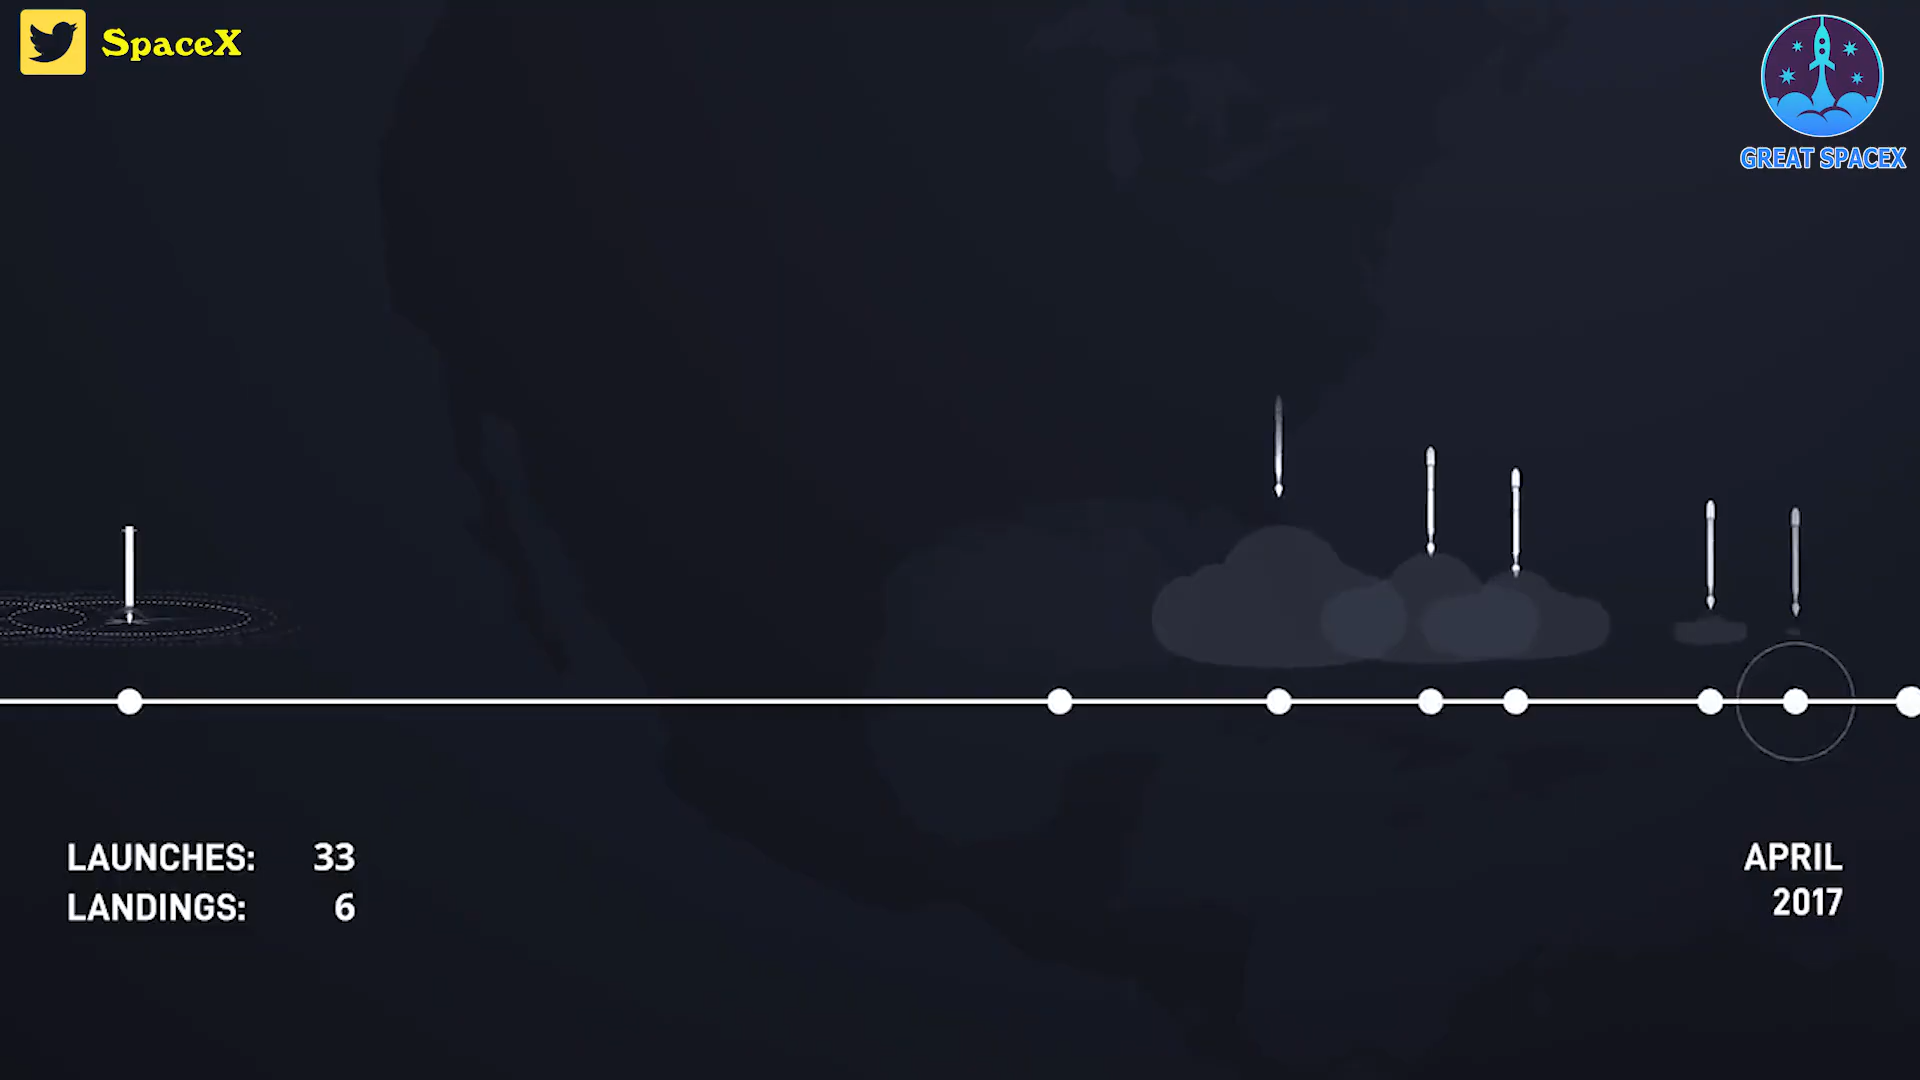 SpaceX
GREAT SPACEX
LAUNCHES: 33
LANDINGS: 6
APRIL
2017